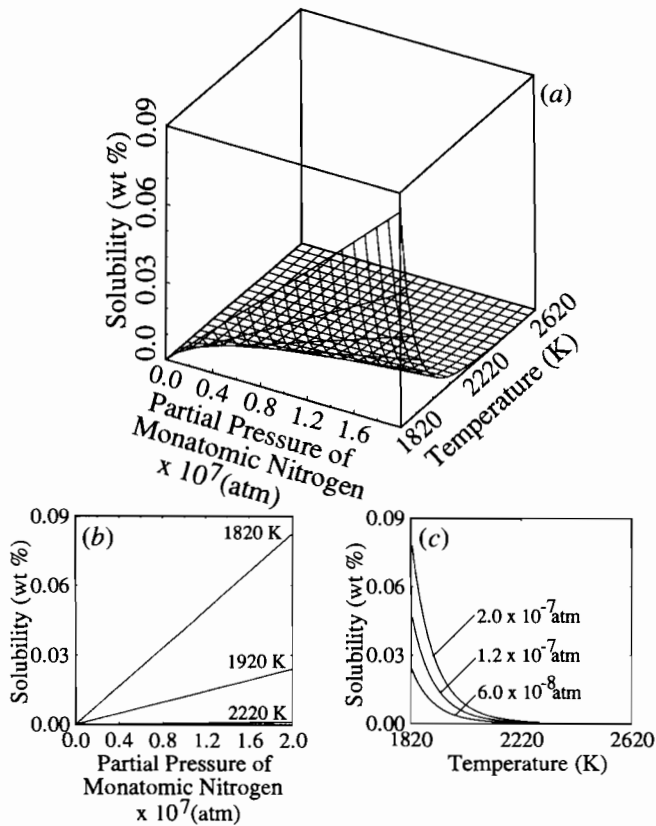 (a)
0.09
0.06
0.03
0.0
Solubility (wt %)
0.0 0.4 0.8 1.2 1.6
Partial Pressure of
Monatomic Nitrogen
x 10⁷(atm)
1820 2220 2620
Temperature (K)
(b)
0.09
0.06
0.03
0.00
Solubility (wt %)
1820 K
1920 K
2220 K
0.0 0.4 0.8 1.2 1.6 2.0
Partial Pressure of
Monatomic Nitrogen
x 10⁷(atm)
(c)
0.09
0.06
0.03
0.00
Solubility (wt %)
2.0 x 10⁻⁷atm
1.2 x 10⁻⁷atm
6.0 x 10⁻⁸atm
1820 2220 2620
Temperature (K)